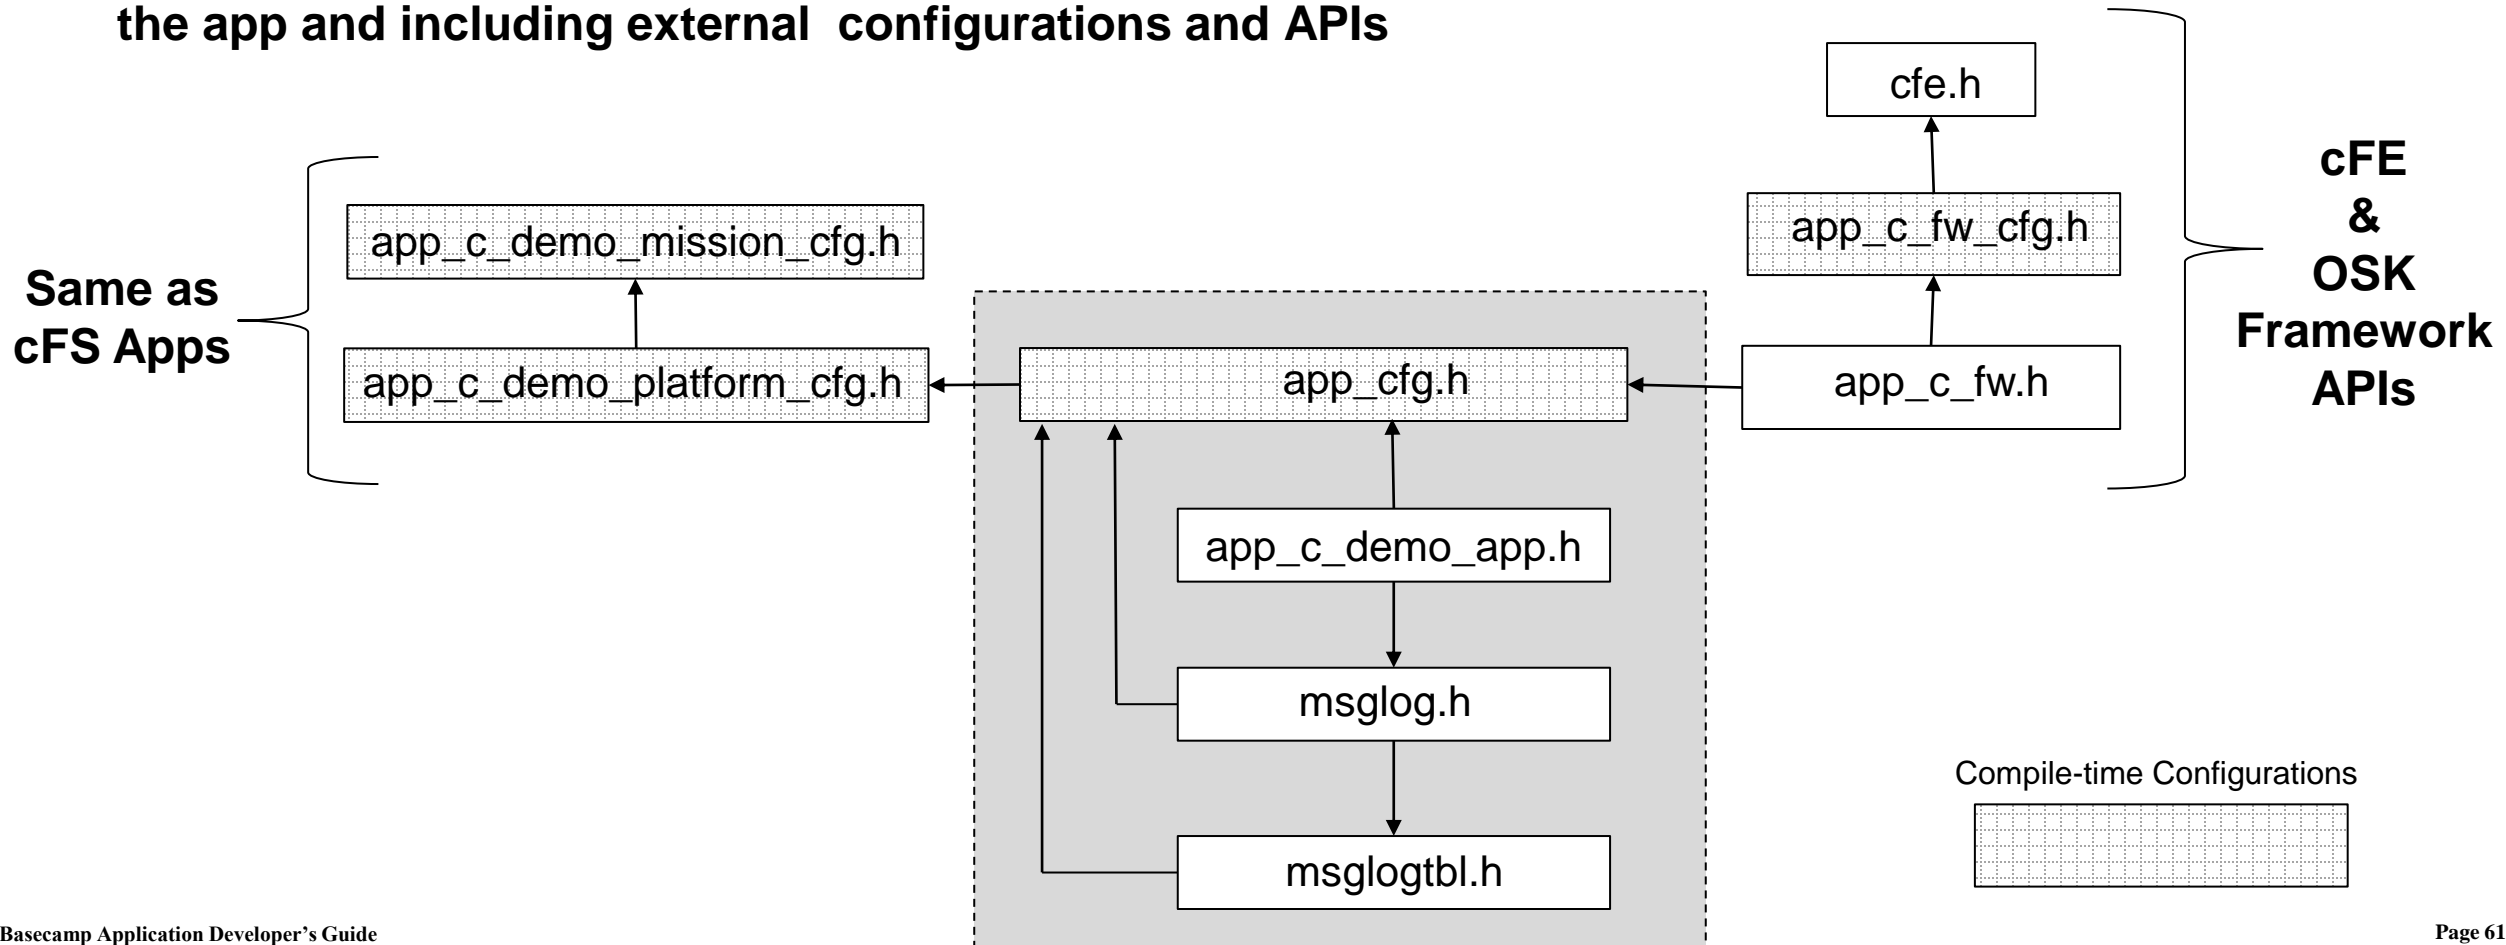 the app and including external  configurations and APIs
cfe.h
app_c_fw_cfg.h
app_c_fw.h
cFE
&
OSK
Framework
APIs
Same as
cFS Apps
app_c_demo_mission_cfg.h
app_c_demo_platform_cfg.h
app_cfg.h
app_c_demo_app.h
msglog.h
msglogtbl.h
Compile-time Configurations
Basecamp Application Developer’s Guide
Page 61